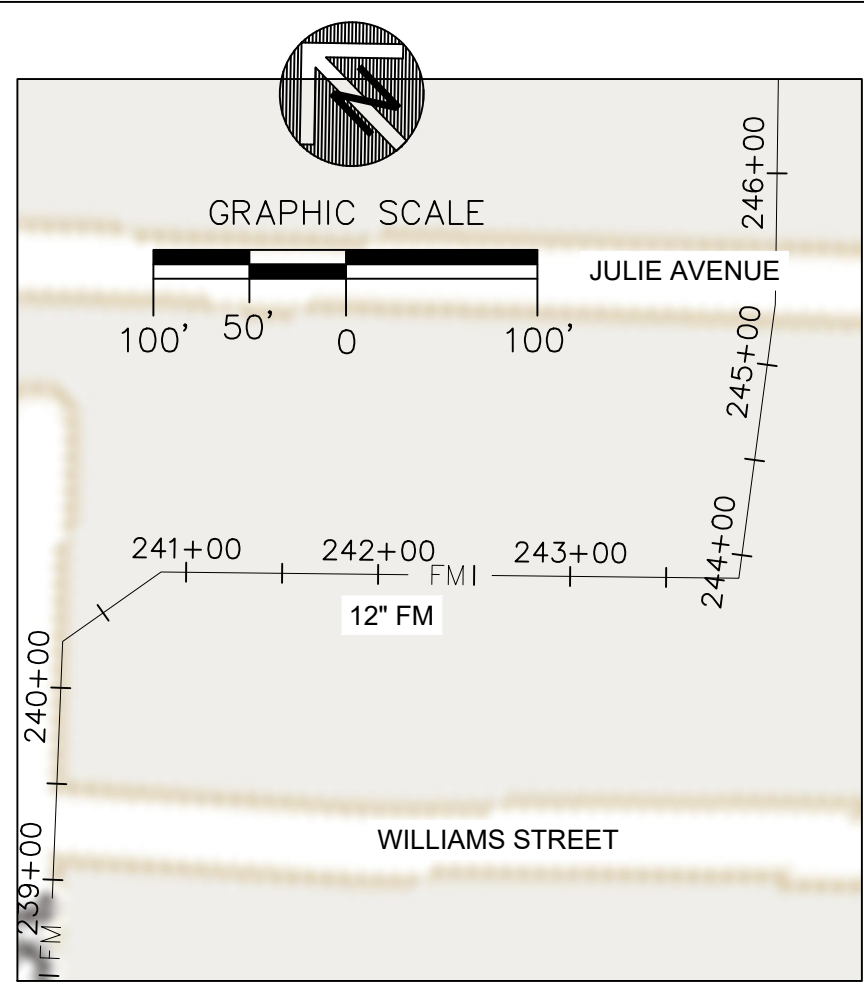 N
246+00
GRAPHIC SCALE
JULIE AVENUE
100' 50' 0 100'
245+00
244+00
241+00 242+00 243+00
FM
12" FM
240+00
WILLIAMS STREET
239+00
FM